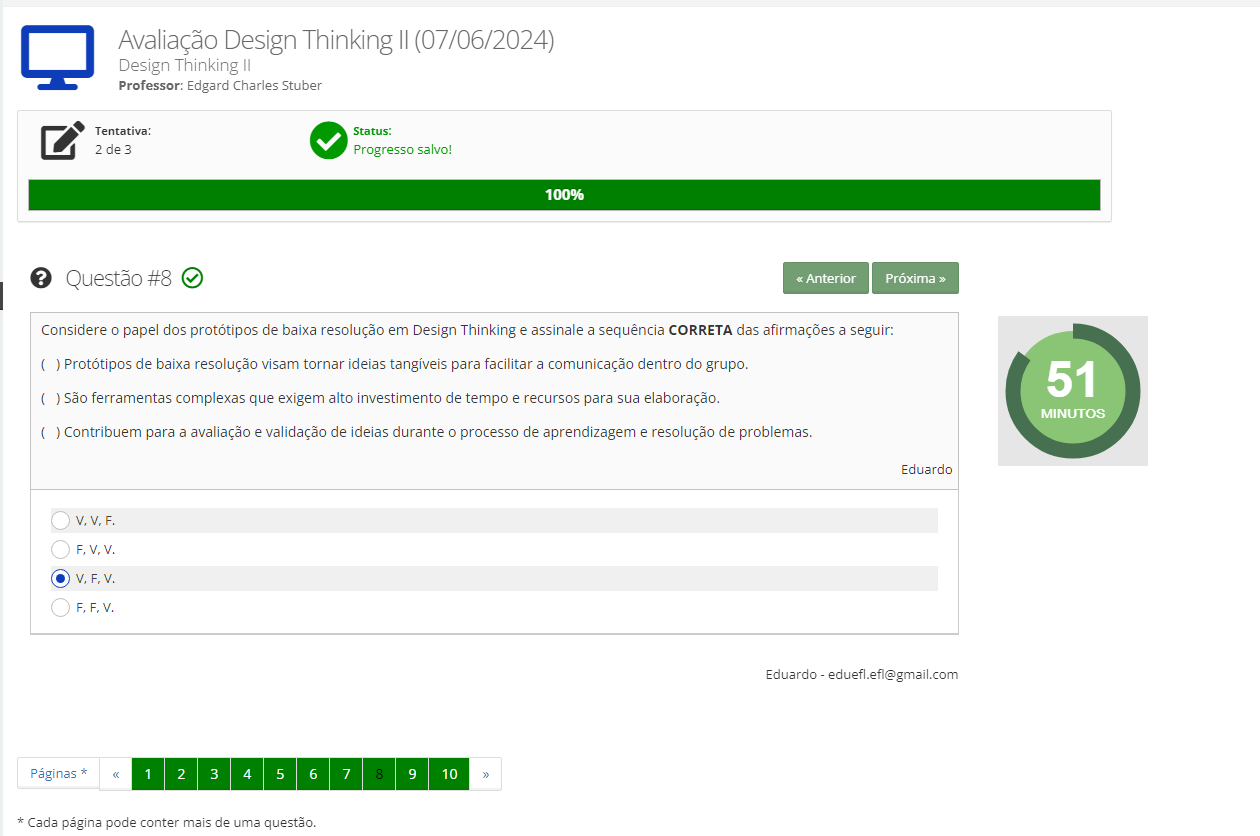 Avaliação Design Thinking II (07/06/2024)
Design Thinking II
Professor: Edgard Charles Stuber
Tentativa:
2 de 3
Status:
Progresso salvo!
100%
Questão #8
« Anterior
Próxima »
Considere o papel dos protótipos de baixa resolução em Design Thinking e assinale a sequência CORRETA das afirmações a seguir:
( ) Protótipos de baixa resolução visam tornar ideias tangíveis para facilitar a comunicação dentro do grupo.
( ) São ferramentas complexas que exigem alto investimento de tempo e recursos para sua elaboração.
( ) Contribuem para a avaliação e validação de ideias durante o processo de aprendizagem e resolução de problemas.
Eduardo
51
MINUTOS
V, V, F.
F, V, V.
V, F, V.
F, F, V.
Eduardo - eduefl.efl@gmail.com
Páginas * « 1 2 3 4 5 6 7 8 9 10 »
* Cada página pode conter mais de uma questão.